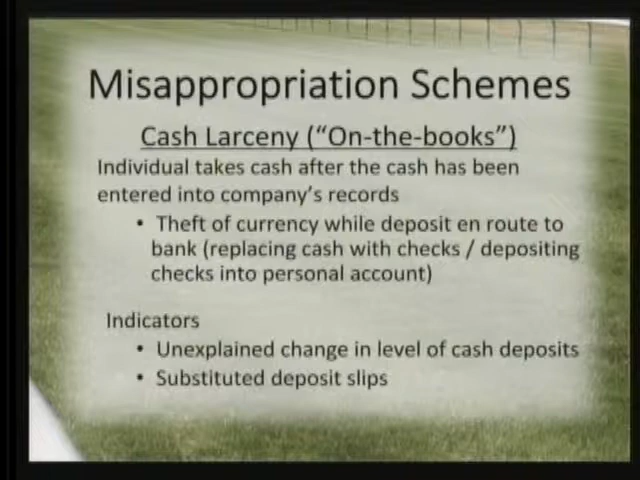 Misappropriation Schemes
Cash Larceny (“On-the-books”)
Individual takes cash after the cash has been
entered into company’s records
• Theft of currency while deposit en route to
bank (replacing cash with checks / depositing
checks into personal account)
Indicators
• Unexplained change in level of cash deposits
• Substituted deposit slips